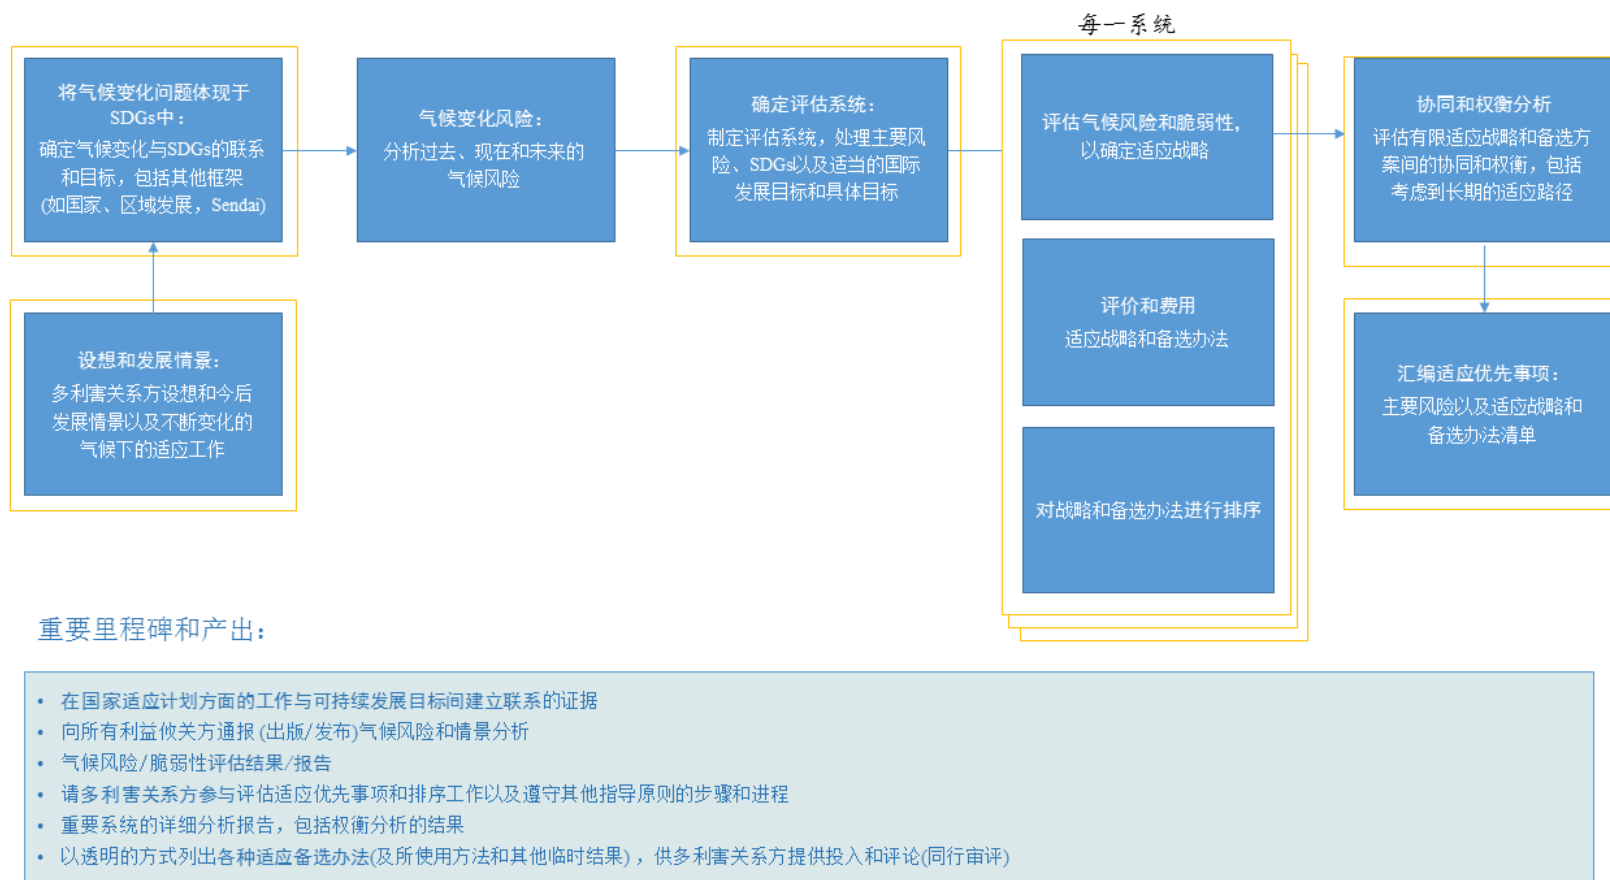 每一系统
将气候变化问题体现于
SDGs中：
确定气候变化与SDGs的联系
和目标，包括其他框架
(如国家、区域发展，Sendai)
气候变化风险：
分析过去、现在和未来的
气候风险
确定评估系统：
制定评估系统，处理主要风
险、SDGs以及适当的国际
发展目标和具体目标
评估气候风险和脆弱性，
以确定适应战略
协同和权衡分析
评估有限适应战略和备选方
案间的协同和权衡，包括
考虑到长期的适应路径
设想和发展情景：
多利害关系方设想和今后
发展情景以及不断变化的
气候下的适应工作
评价和费用
适应战略和备选办法
对战略和备选办法进行排序
汇编适应优先事项：
主要风险以及适应战略和
备选办法清单
重要里程碑和产出：
• 在国家适应计划方面的工作与可持续发展目标间建立联系的证据
• 向所有利益攸关方通报 (出版/发布)气候风险和情景分析
• 气候风险/脆弱性评估结果/报告
• 请多利害关系方参与评估适应优先事项和排序工作以及遵守其他指导原则的步骤和进程
• 重要系统的详细分析报告，包括权衡分析的结果
• 以透明的方式列出各种适应备选办法(及所使用方法和其他临时结果) ，供多利害关系方提供投入和评论(同行审评)